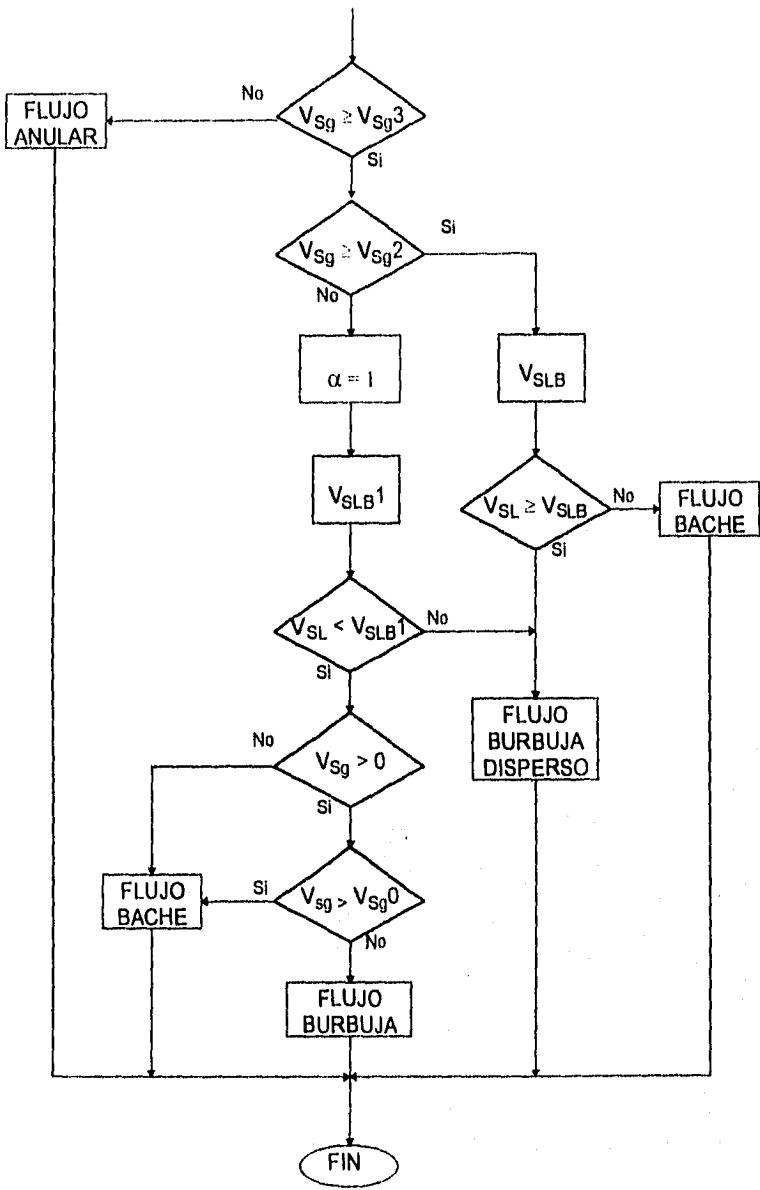 No
V_Sg ≥ V_Sg3
FLUJO
ANULAR
Si
V_Sg ≥ V_Sg2
Si
No
α = 1
V_SLB
V_SLB1
V_SL ≥ V_SLB
No
FLUJO
BACHE
Si
V_SL < V_SLB1
No
Si
FLUJO
BURBUJA
DISPERSO
No
V_Sg > 0
Si
FLUJO
BACHE
Si
V_sg > V_Sg0
No
FLUJO
BURBUJA
FIN